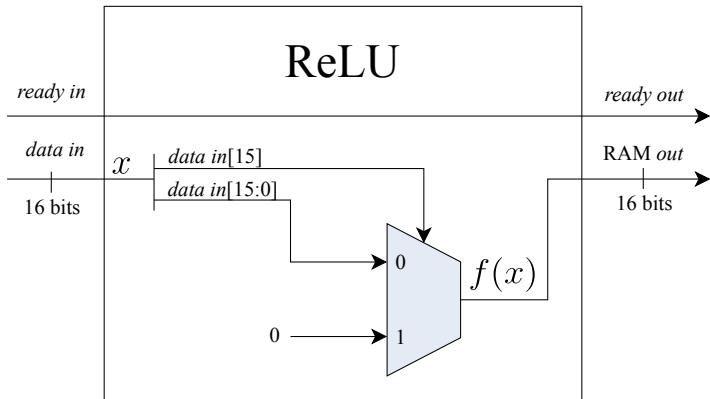 ReLU
ready in
ready out
data in
x
data in[15]
RAM out
data in[15:0]
16 bits
16 bits
0
f(x)
0
1